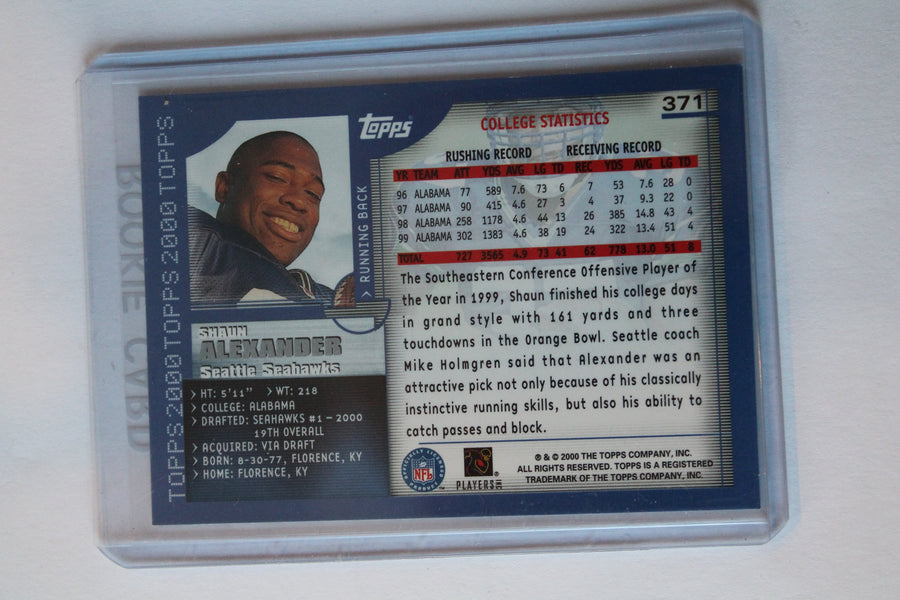 371
TOPPS
COLLEGE STATISTICS
RUSHING RECORD RECEIVING RECORD
YR TEAM ATT YDS AVG LG TD REC YDS AVG LG TD
96 ALABAMA 77 589 7.6 73 6 7 53 7.6 28 0
97 ALABAMA 90 415 4.6 27 3 4 37 9.3 22 0
98 ALABAMA 258 1178 4.6 44 13 26 385 14.8 43 4
99 ALABAMA 302 1383 4.6 38 19 24 322 13.4 51 4
TOTAL 727 3565 4.9 73 41 62 778 13.0 51 8
The Southeastern Conference Offensive Player of
the Year in 1999, Shaun finished his college days
in grand style with 161 yards and three
touchdowns in the Orange Bowl. Seattle coach
Mike Holmgren said that Alexander was an
attractive pick not only because of his classically
instinctive running skills, but also his ability to
catch passes and block.
TOPPS 2000 TOPPS 2000 TOPPS
> RUNNING BACK
SHAUN
ALEXANDER
Seattle Seahawks
> HT: 5'11" > WT: 218
> COLLEGE: ALABAMA
> DRAFTED: SEAHAWKS #1 - 2000
19TH OVERALL
> ACQUIRED: VIA DRAFT
> BORN: 8-30-77, FLORENCE, KY
> HOME: FLORENCE, KY
NFL
PLAYERS INC
® & © 2000 THE TOPPS COMPANY, INC.
ALL RIGHTS RESERVED. TOPPS IS A REGISTERED
TRADEMARK OF THE TOPPS COMPANY, INC.
ROOKIE CARD